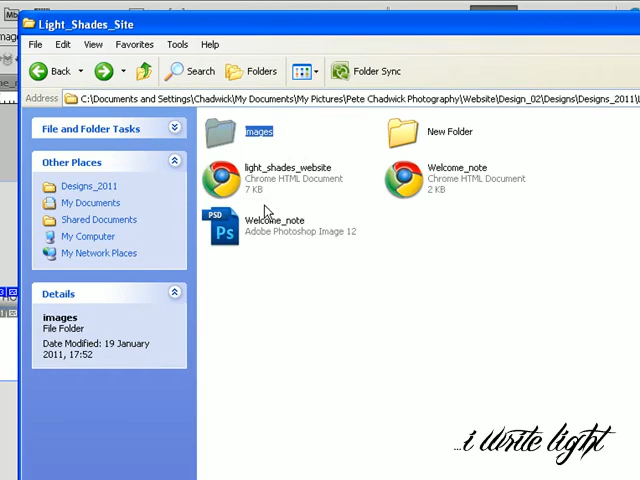 Mb
Light_Shades_Site
File Edit View Favorites Tools Help
Back Search Folders Folder Sync
Address C:\Documents and Settings\Chadwick\My Documents\My Pictures\Pete Chadwick Photography\Website\Design_02\Designs\Designs_2011\
File and Folder Tasks
Other Places
Designs_2011
My Documents
Shared Documents
My Computer
My Network Places
Details
images
File Folder
Date Modified: 19 January
2011, 17:52
images
New Folder
light_shades_website
Chrome HTML Document
7 KB
Welcome_note
Chrome HTML Document
2 KB
PSD
Ps
Welcome_note
Adobe Photoshop Image 12
...i write light